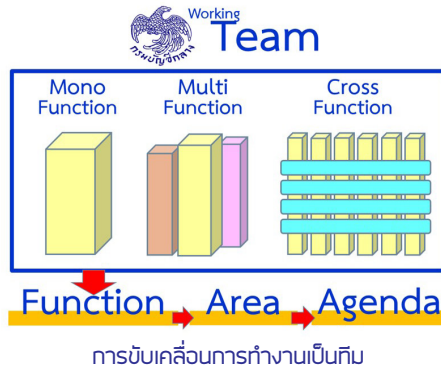 Working
Team
กรมบัญชีกลาง
Mono Function
Multi Function
Cross Function
Function Area Agenda
การขับเคลื่อนการทำงานเป็นทีม